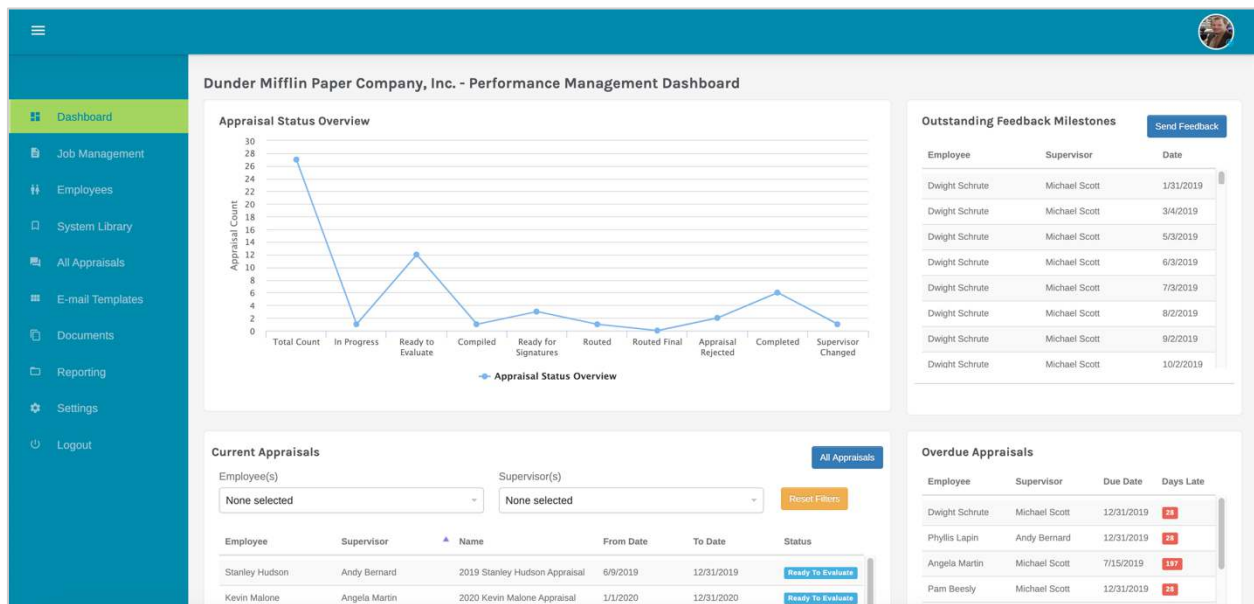 Dunder Mifflin Paper Company, Inc. - Performance Management Dashboard
Dashboard
Job Management
Employees
System Library
All Appraisals
E-mail Templates
Documents
Reporting
Settings
Logout
Appraisal Status Overview
Appraisal Count
30
28
26
24
22
20
18
16
14
12
10
8
6
4
2
0
Total Count In Progress Ready to Evaluate Compiled Ready for Signatures Routed Routed Final Appraisal Rejected Completed Supervisor Changed
Appraisal Status Overview
Outstanding Feedback Milestones Send Feedback
Employee Supervisor Date
Dwight Schrute Michael Scott 1/31/2019
Dwight Schrute Michael Scott 3/4/2019
Dwight Schrute Michael Scott 5/3/2019
Dwight Schrute Michael Scott 6/3/2019
Dwight Schrute Michael Scott 7/3/2019
Dwight Schrute Michael Scott 8/2/2019
Dwight Schrute Michael Scott 9/2/2019
Dwight Schrute Michael Scott 10/2/2019
Current Appraisals All Appraisals
Employee(s) Supervisor(s)
None selected None selected Reset Filters
Employee Supervisor Name From Date To Date Status
Stanley Hudson Andy Bernard 2019 Stanley Hudson Appraisal 6/9/2019 12/31/2019 Ready To Evaluate
Kevin Malone Angela Martin 2020 Kevin Malone Appraisal 1/1/2020 12/31/2020 Ready To Evaluate
Overdue Appraisals
Employee Supervisor Due Date Days Late
Dwight Schrute Michael Scott 12/31/2019 28
Phyllis Lapin Andy Bernard 12/31/2019 28
Angela Martin Michael Scott 7/15/2019 197
Pam Beesly Michael Scott 12/31/2019 28